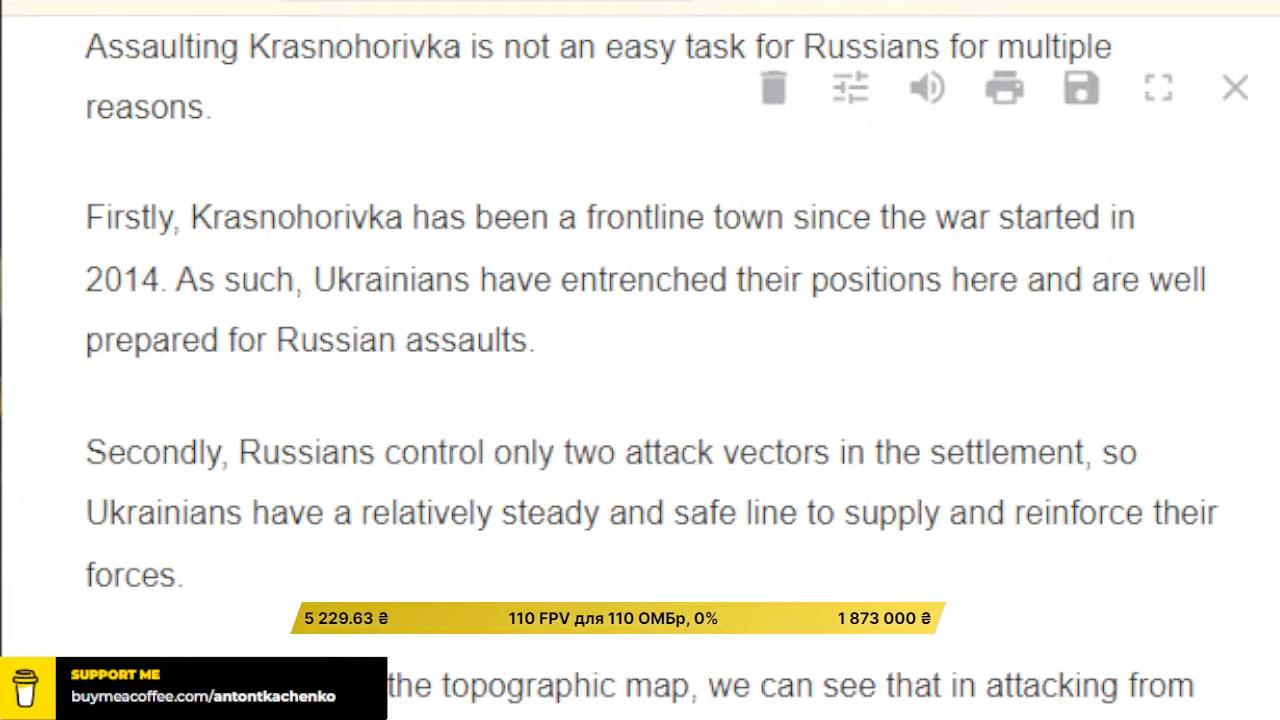 Assaulting Krasnohorivka is not an easy task for Russians for multiple
reasons.
Firstly, Krasnohorivka has been a frontline town since the war started in
2014. As such, Ukrainians have entrenched their positions here and are well
prepared for Russian assaults.
Secondly, Russians control only two attack vectors in the settlement, so
Ukrainians have a relatively steady and safe line to supply and reinforce their
forces.
5 229.63 ₴ 110 FPV для 110 ОМБр, 0% 1 873 000 ₴
SUPPORT ME
buymeacoffee.com/antontkachenko
the topographic map, we can see that in attacking from